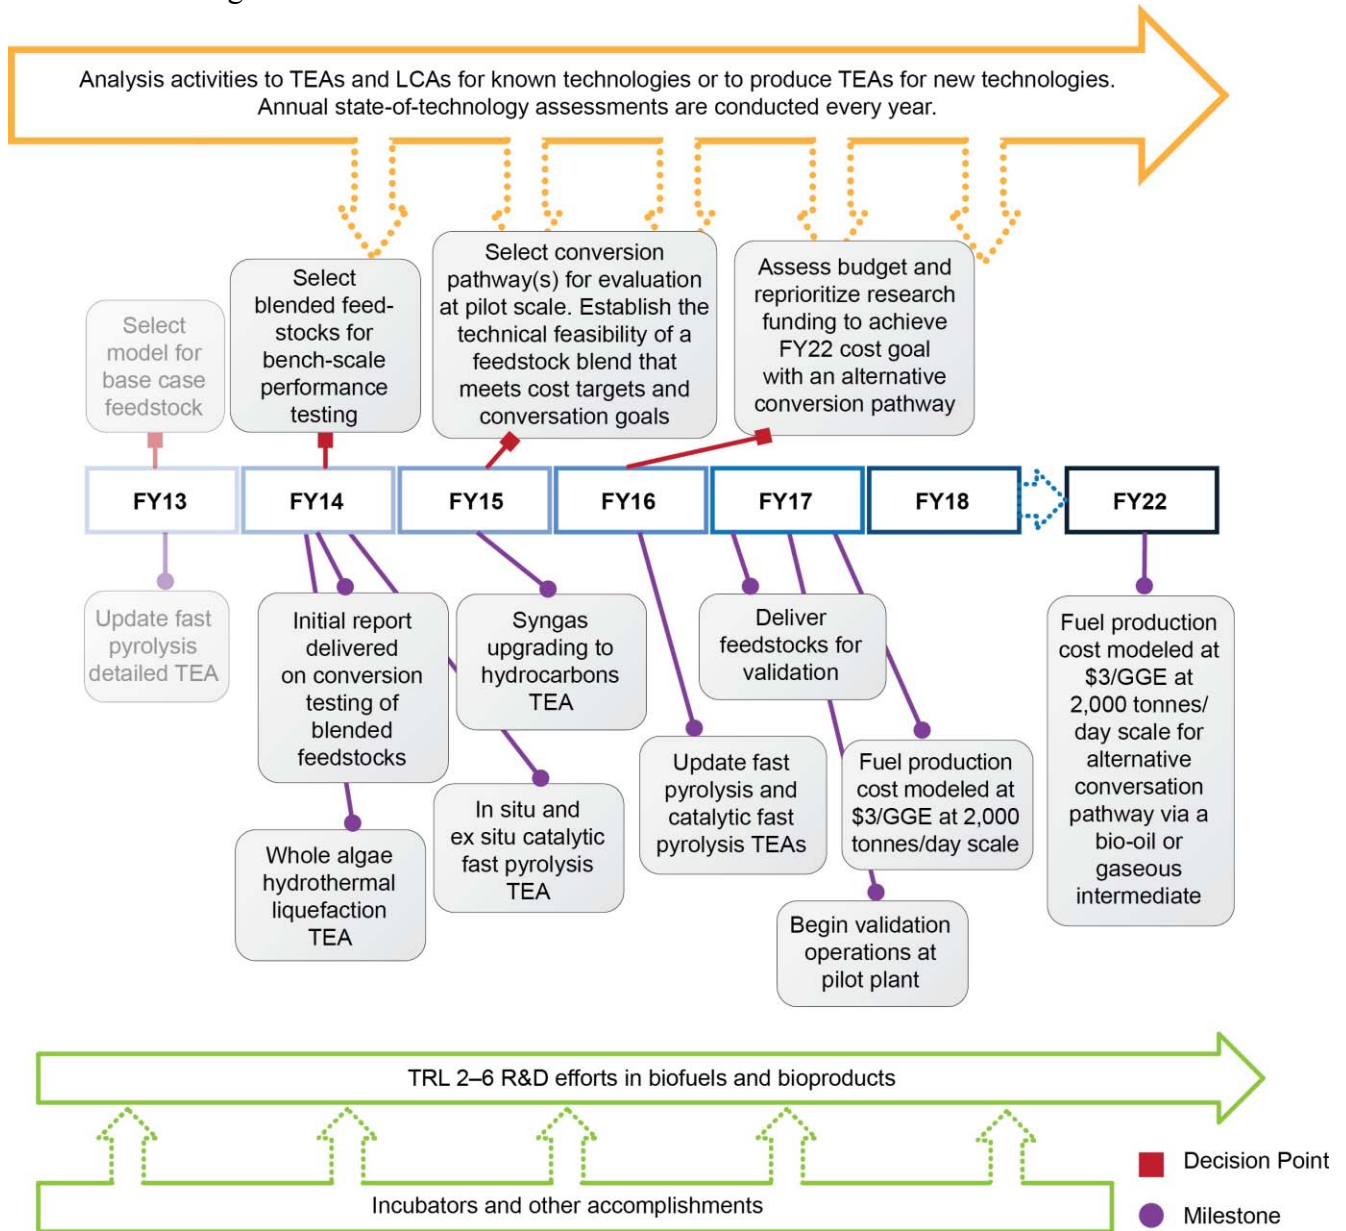 Analysis activities to TEAs and LCAs for known technologies or to produce TEAs for new technologies.
Annual state-of-technology assessments are conducted every year.
Select
model for
base case
feedstock
Select
blended feed-
stocks for
bench-scale
performance
testing
Select conversion
pathway(s) for evaluation
at pilot scale. Establish the
technical feasibility of a
feedstock blend that
meets cost targets and
conversation goals
Assess budget and
reprioritize research
funding to achieve
FY22 cost goal
with an alternative
conversion pathway
FY13
FY14
FY15
FY16
FY17
FY18
FY22
Update fast
pyrolysis
detailed TEA
Initial report
delivered
on conversion
testing of
blended
feedstocks
Whole algae
hydrothermal
liquefaction
TEA
Syngas
upgrading to
hydrocarbons
TEA
In situ and
ex situ catalytic
fast pyrolysis
TEA
Update fast
pyrolysis and
catalytic fast
pyrolysis TEAs
Deliver
feedstocks for
validation
Fuel production
cost modeled at
$3/GGE at 2,000
tonnes/day scale
Begin validation
operations at
pilot plant
Fuel production
cost modeled at
$3/GGE at
2,000 tonnes/
day scale for
alternative
conversation
pathway via a
bio-oil or
gaseous
intermediate
TRL 2–6 R&D efforts in biofuels and bioproducts
Incubators and other accomplishments
Decision Point
Milestone